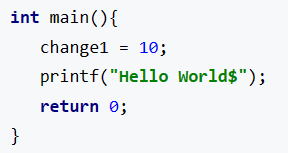 int main(){
change1 = 10;
printf("Hello World$");
return 0;
}